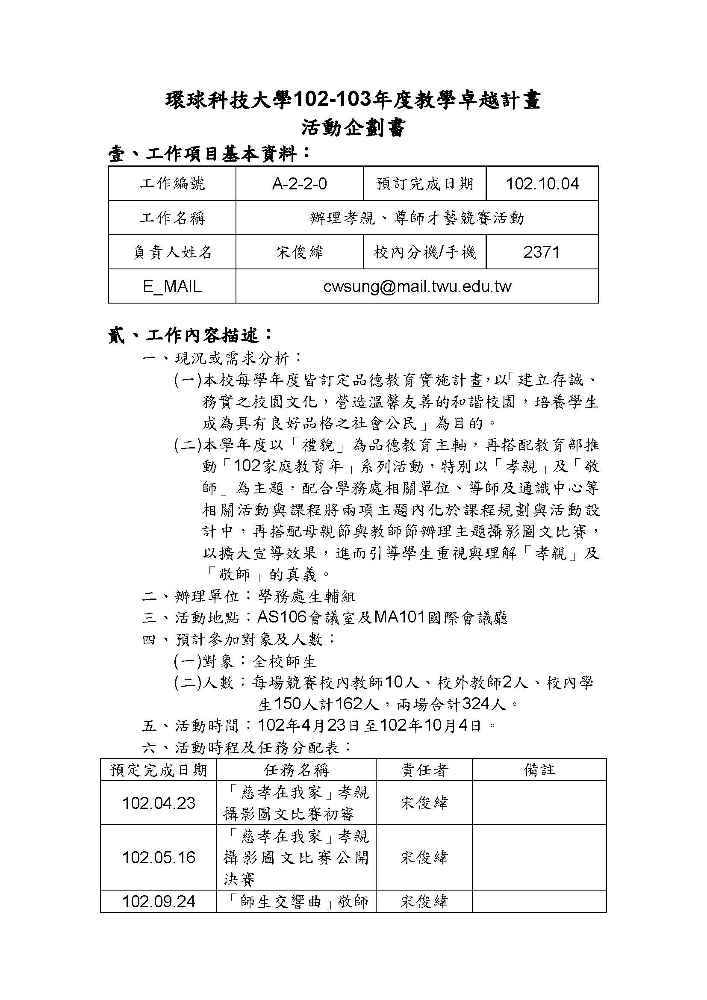 環球科技大學102-103年度教學卓越計畫
活動企劃書
壹、工作項目基本資料：
工作編號 A-2-2-0 預訂完成日期 102.10.04
工作名稱 辦理孝親、尊師才藝競賽活動
負責人姓名 宋俊緯 校內分機/手機 2371
E_MAIL cwsung@mail.twu.edu.tw
貳、工作內容描述：
一、現況或需求分析：
(一)本校每學年度皆訂定品德教育實施計畫，以「建立存誠、
務實之校園文化，營造溫馨友善的和諧校園，培養學生
成為具有良好品格之社會公民」為目的。
(二)本學年度以「禮貌」為品德教育主軸，再搭配教育部推
動「102家庭教育年」系列活動，特別以「孝親」及「敬
師」為主題，配合學務處相關單位、導師及通識中心等
相關活動與課程將兩項主題內化於課程規劃與活動設
計中，再搭配母親節與教師節辦理主題攝影圖文比賽，
以擴大宣導效果，進而引導學生重視與理解「孝親」及
「敬師」的真義。
二、辦理單位：學務處生輔組
三、活動地點：AS106會議室及MA101國際會議廳
四、預計參加對象及人數：
(一)對象：全校師生
(二)人數：每場競賽校內教師10人、校外教師2人、校內學
生150人計162人，兩場合計324人。
五、活動時間：102年4月23日至102年10月4日。
六、活動時程及任務分配表：
預定完成日期 任務名稱 責任者 備註
102.04.23 「慈孝在我家」孝親 宋俊緯
攝影圖文比賽初審
102.05.16 「慈孝在我家」孝親 宋俊緯
攝影圖文比賽公開
決賽
102.09.24 「師生交響曲」敬師 宋俊緯